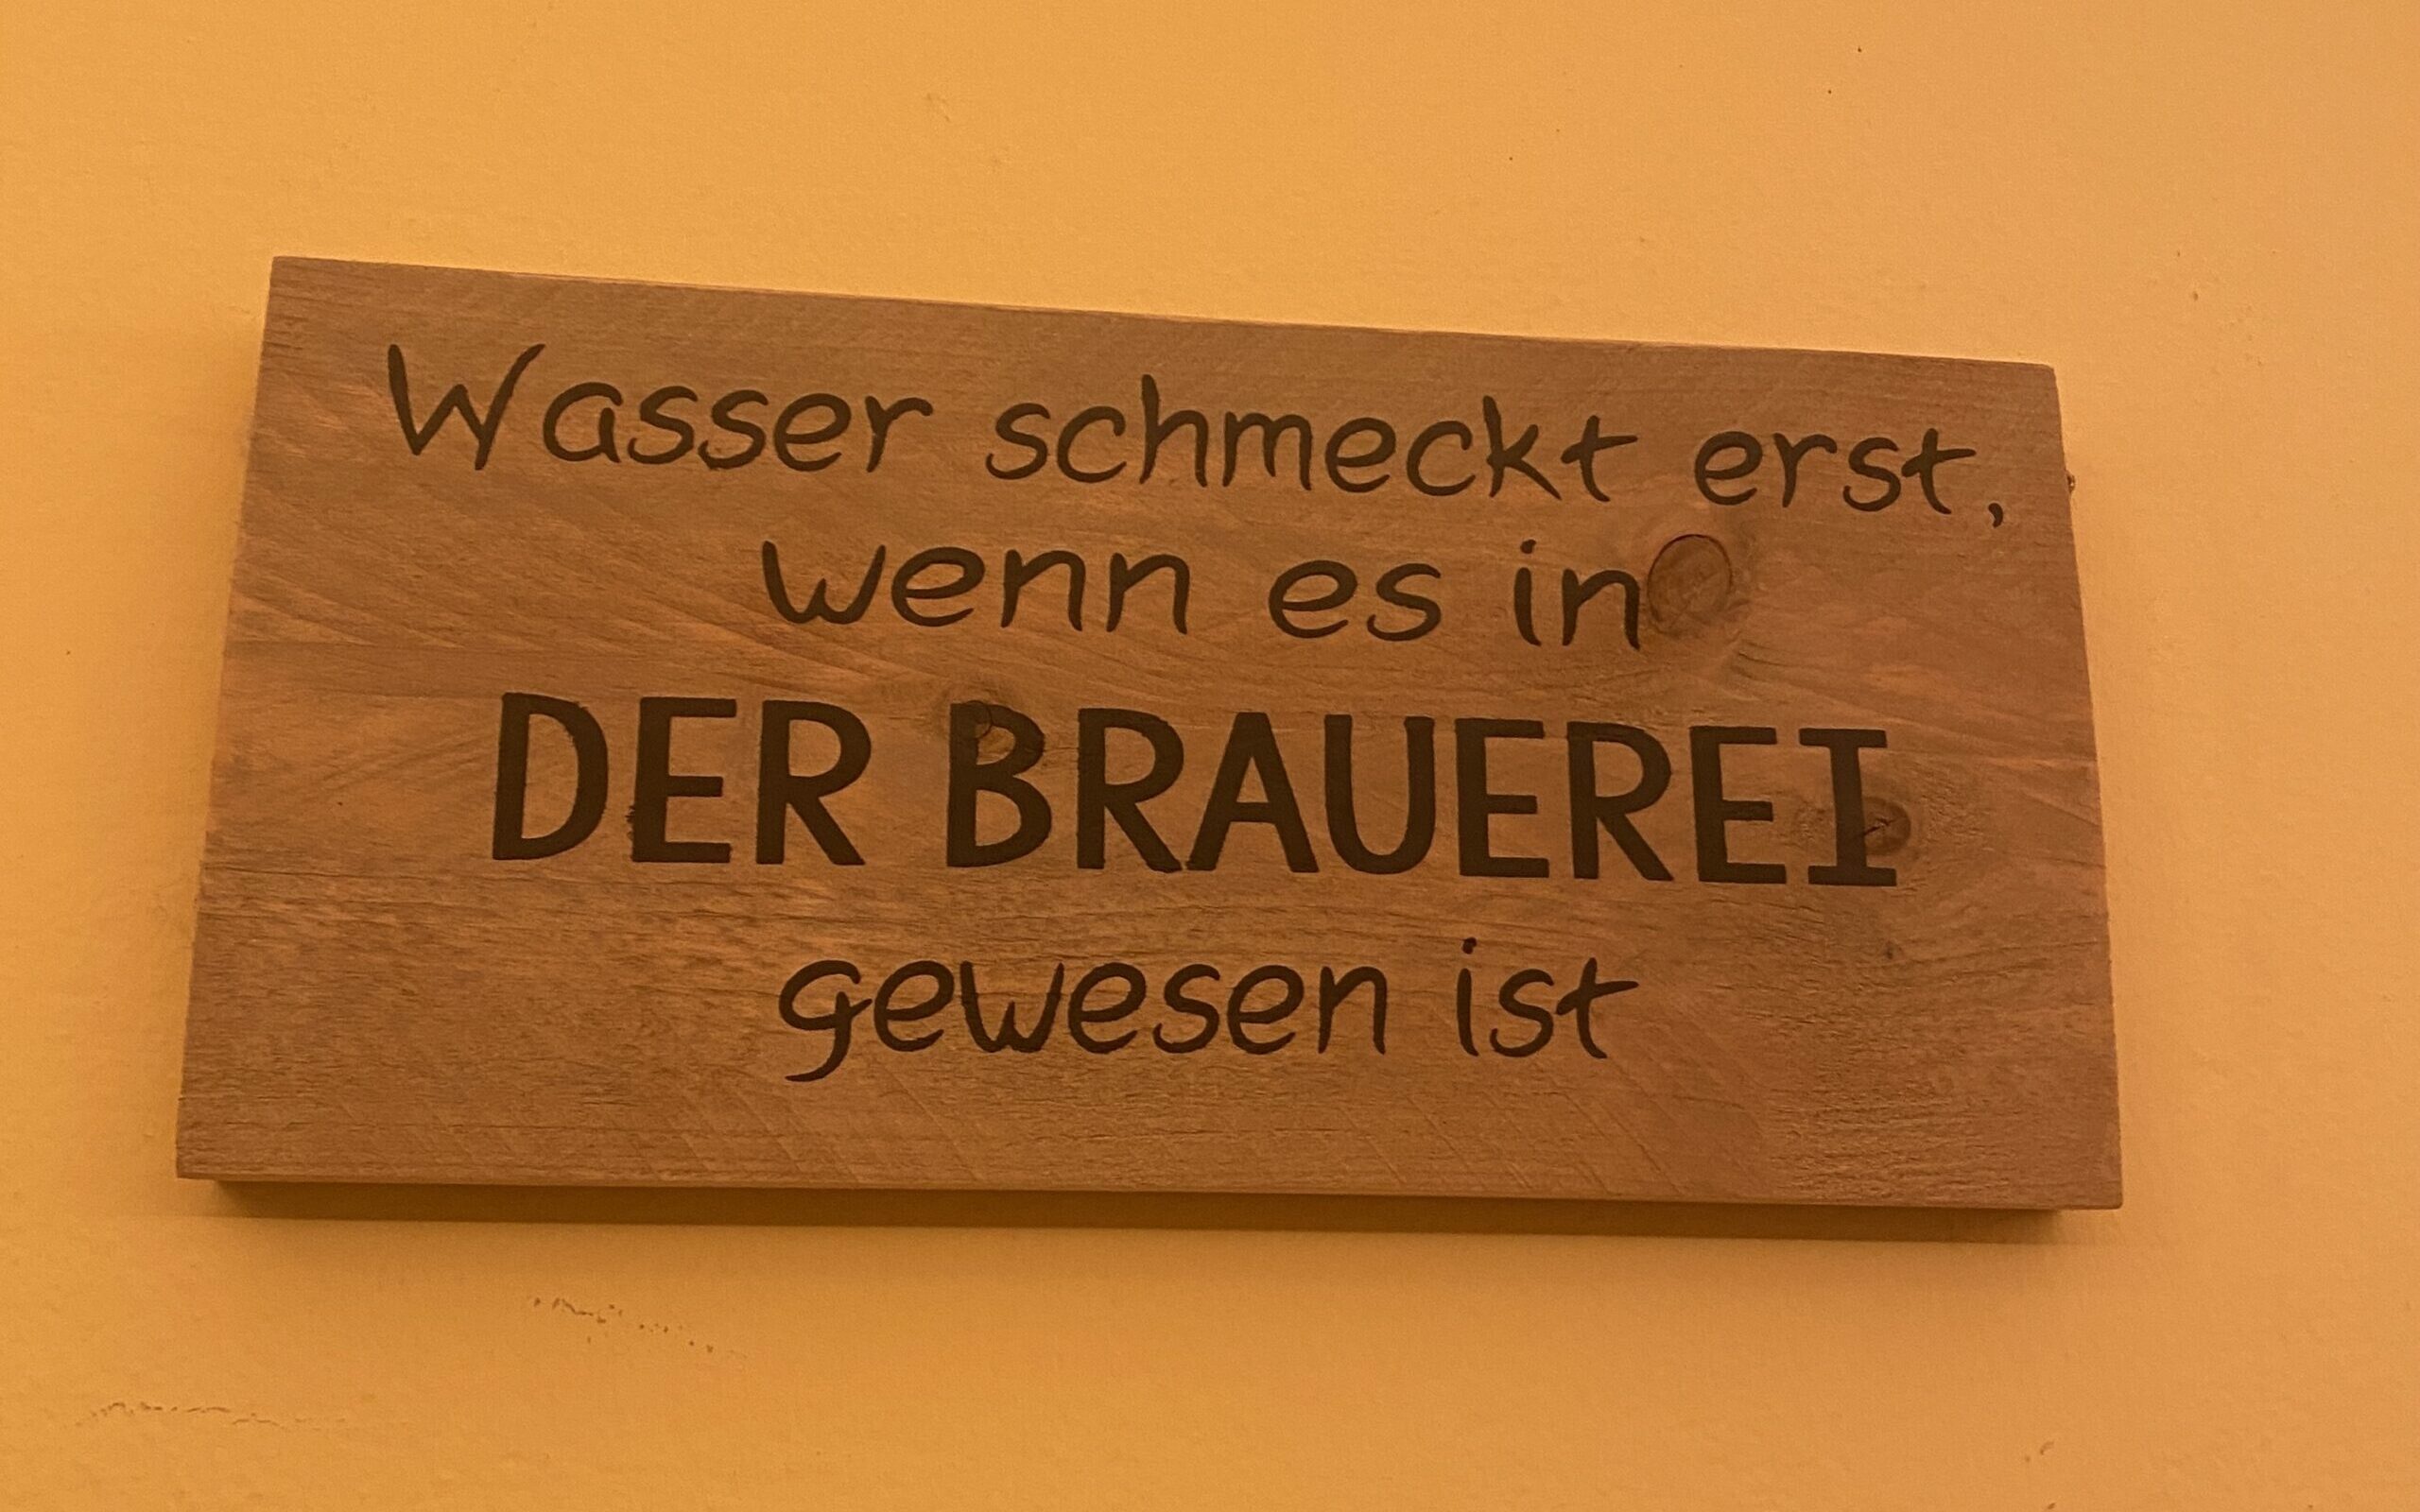 Wasser schmeckt erst,
wenn es in
DER BRAUEREI
gewesen ist